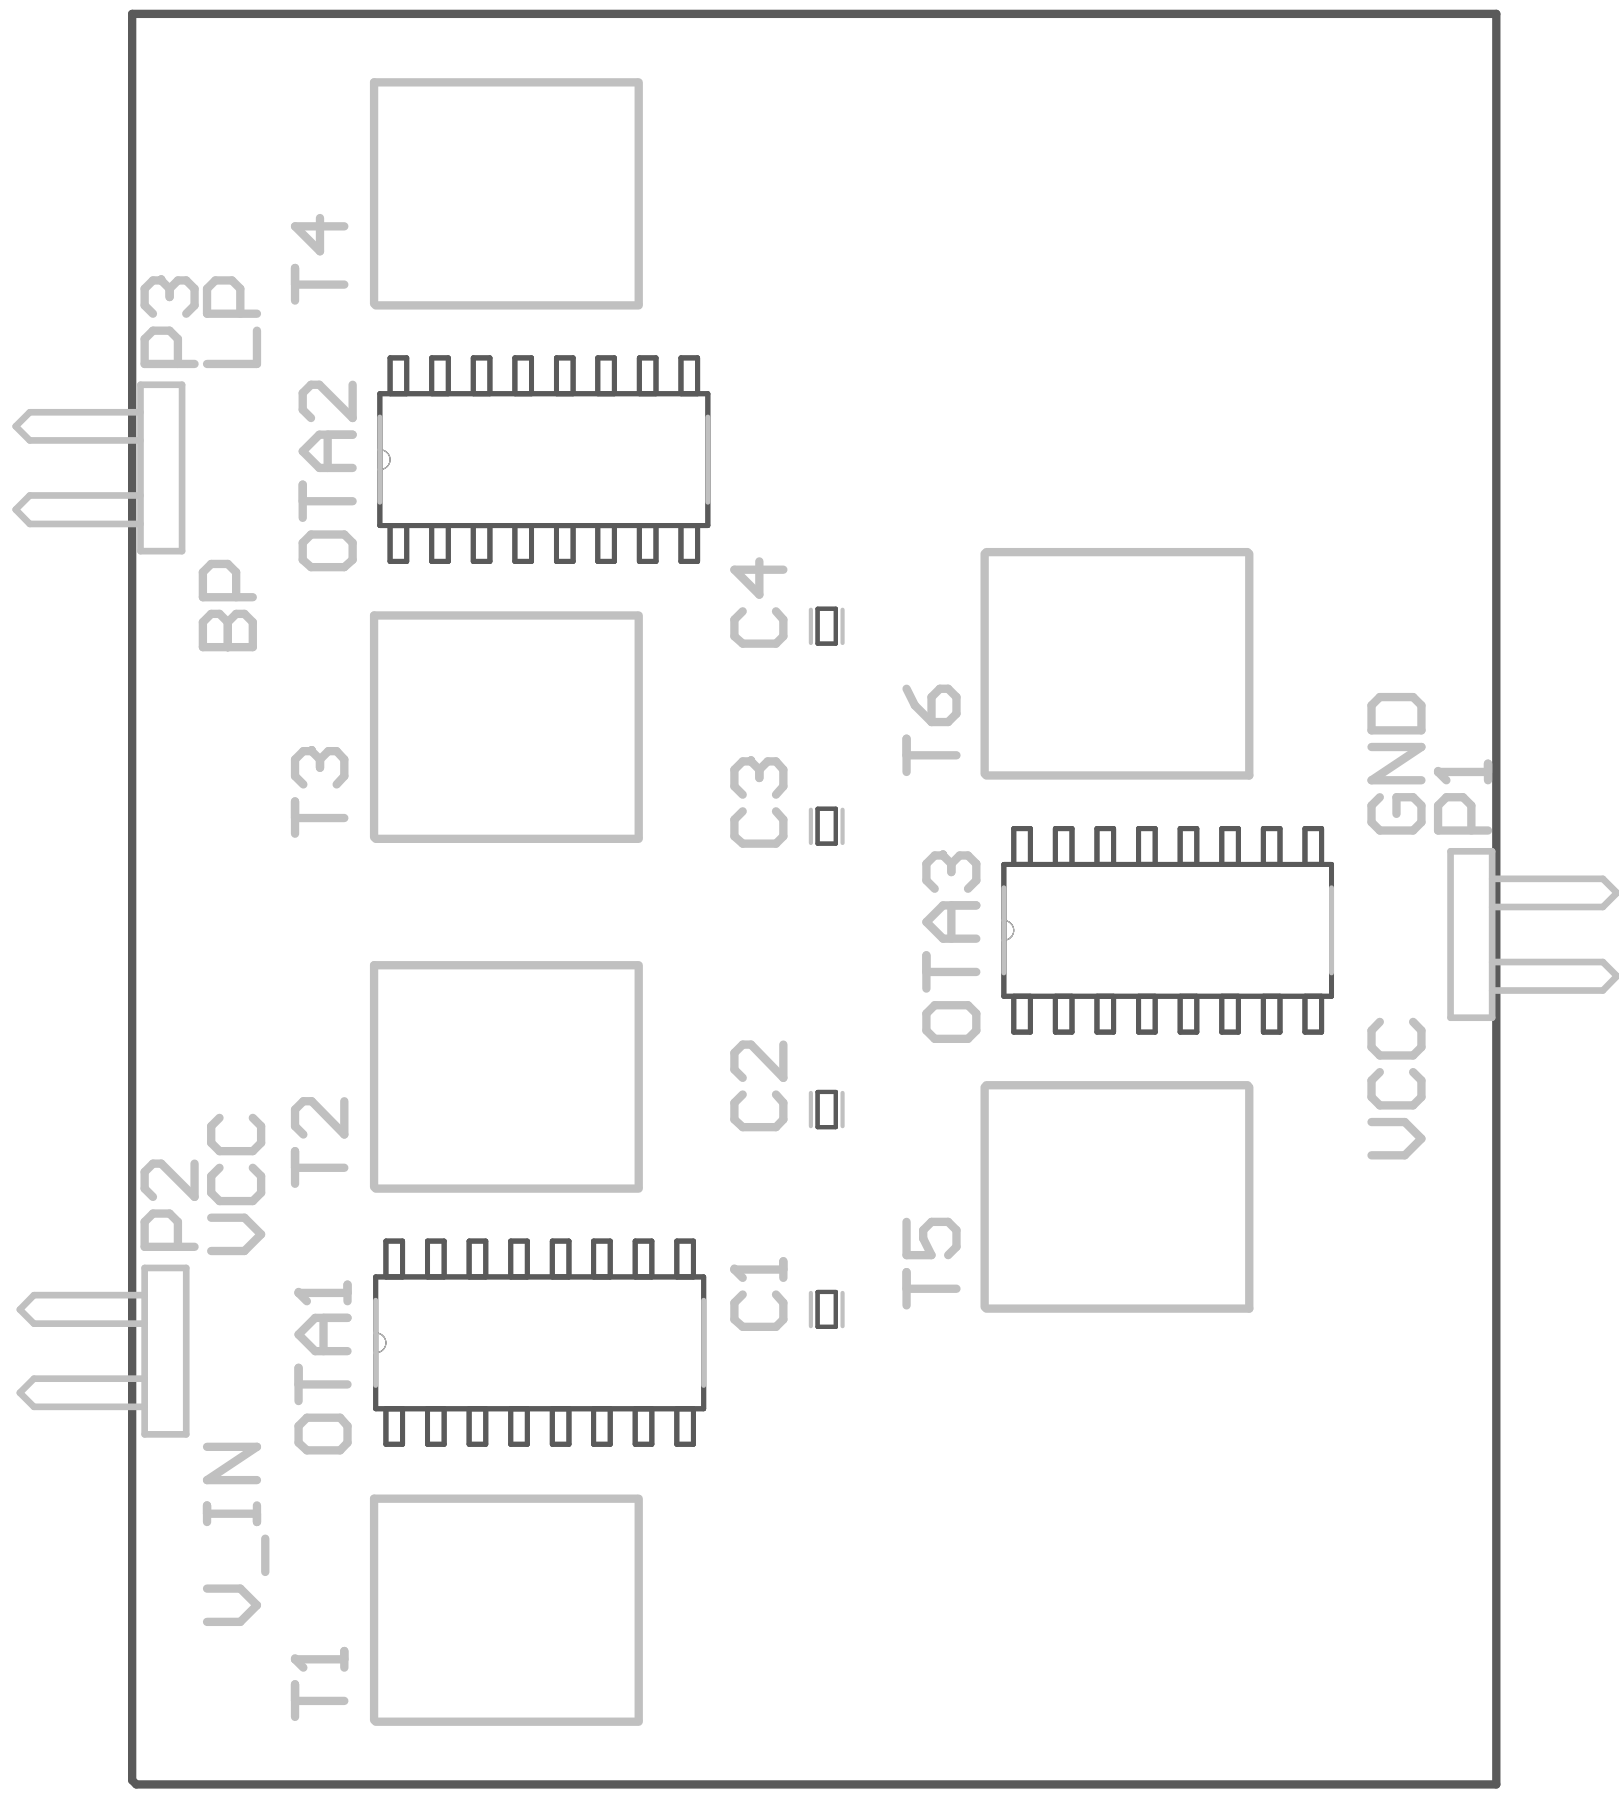 T4
P3
LP
OTA2
BP
C4
T3
C3
T6
GND
P1
OTA3
VCC
T2
C2
P2
VCC
T5
C1
OTA1
V_IN
T1